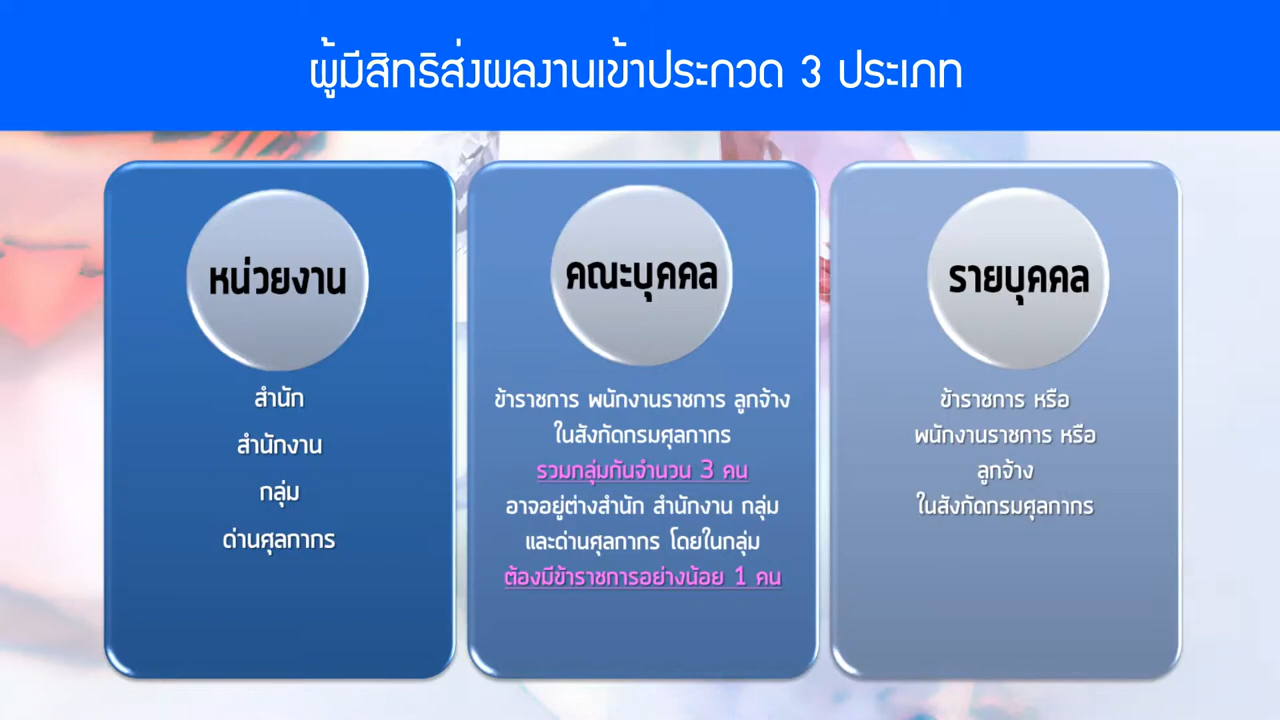 ผู้มีสิทธิส่งผลงานเข้าประกวด 3 ประเภท
หน่วยงาน
สำนัก
สำนักงาน
กลุ่ม
ด่านศุลกากร
คณะบุคคล
ข้าราชการ พนักงานราชการ ลูกจ้าง
ในสังกัดกรมศุลกากร
รวมกลุ่มกันจำนวน 3 คน
อาจอยู่ต่างสำนัก สำนักงาน กลุ่ม
และด่านศุลกากร โดยในกลุ่ม
ต้องมีข้าราชการอย่างน้อย 1 คน
รายบุคคล
ข้าราชการ หรือ
พนักงานราชการ หรือ
ลูกจ้าง
ในสังกัดกรมศุลกากร